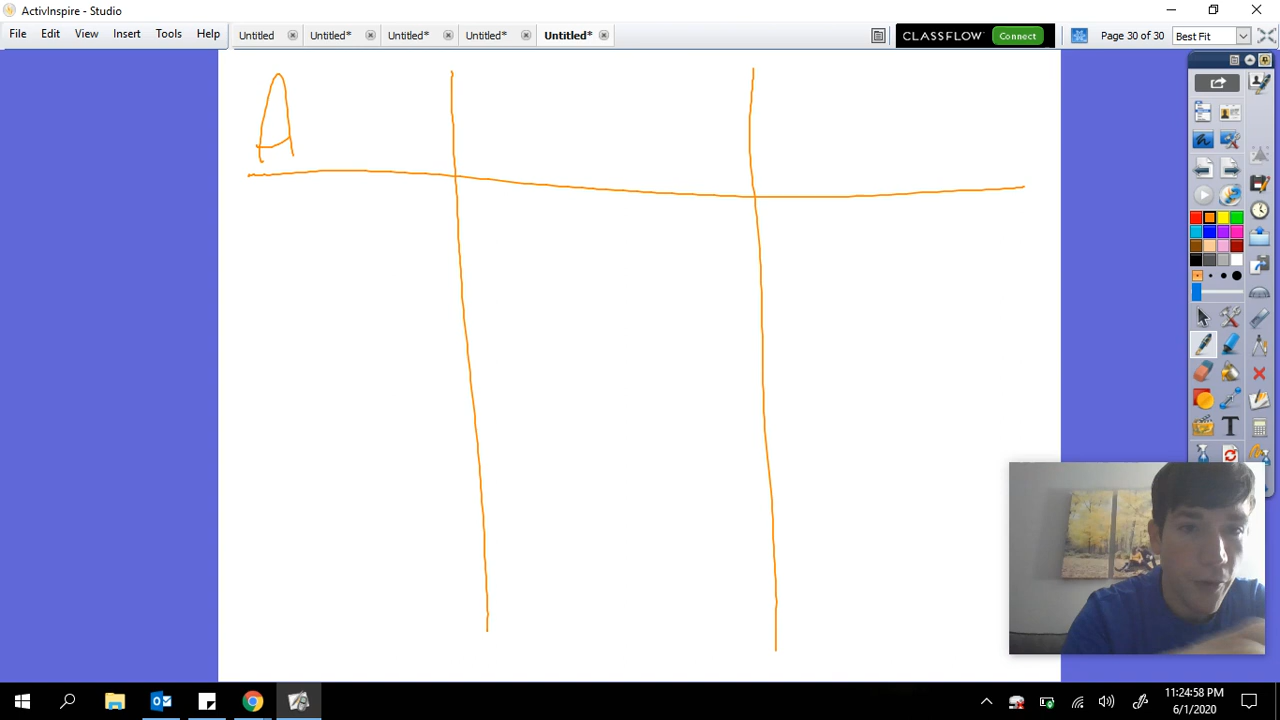 ActivInspire - Studio
File Edit View Insert Tools Help Untitled Untitled* Untitled* Untitled* Untitled* CLASSFLOW Connect Page 30 of 30 Best Fit
A
T
11:24:58 PM
6/1/2020